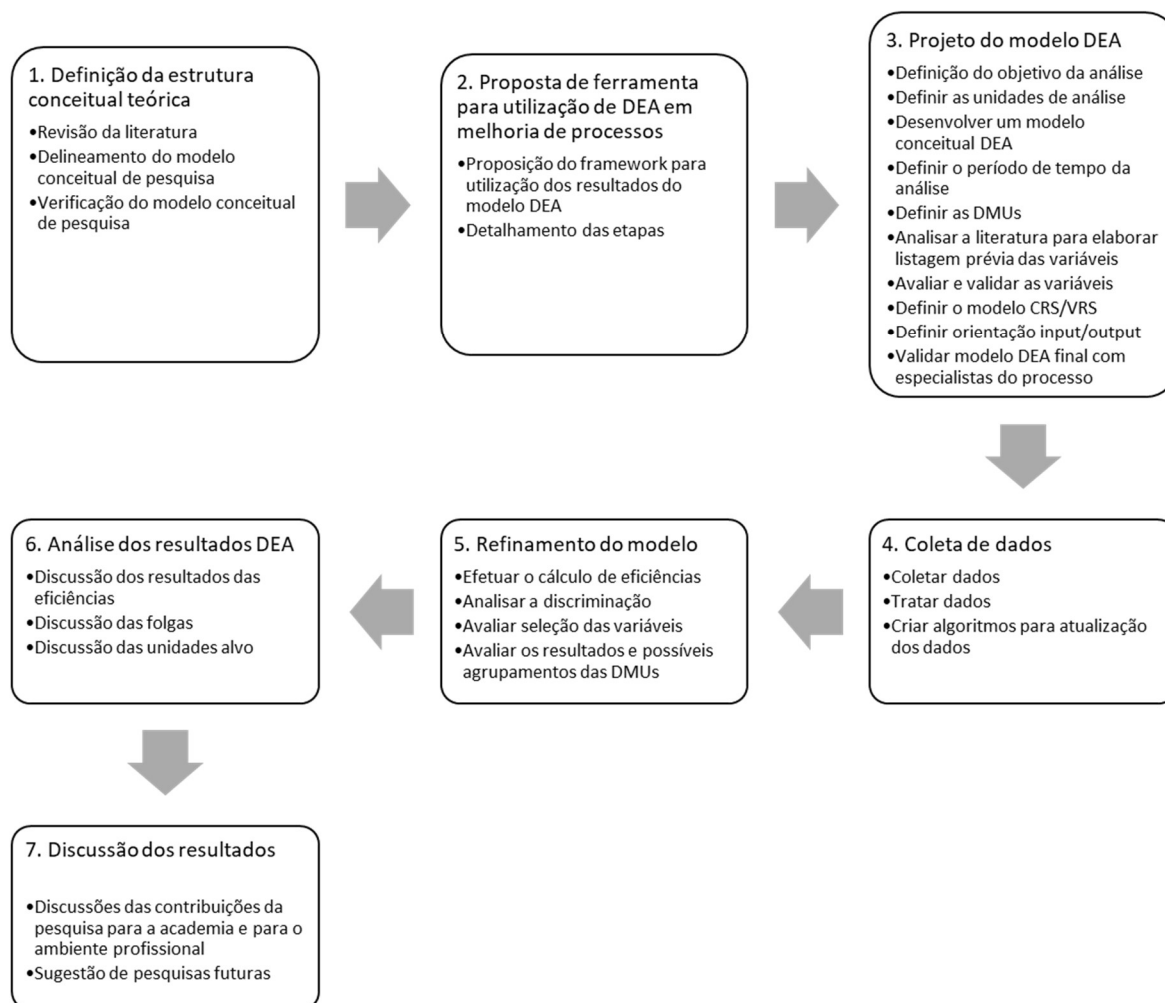 1. Definição da estrutura
conceitual teórica
•Revisão da literatura
•Delineamento do modelo
conceitual de pesquisa
•Verificação do modelo conceitual
de pesquisa
2. Proposta de ferramenta
para utilização de DEA em
melhoria de processos
•Proposição do framework para
utilização dos resultados do
modelo DEA
•Detalhamento das etapas
3. Projeto do modelo DEA
•Definição do objetivo da análise
•Definir as unidades de análise
•Desenvolver um modelo
conceitual DEA
•Definir o período de tempo da
análise
•Definir as DMUs
•Analisar a literatura para elaborar
listagem prévia das variáveis
•Avaliar e validar as variáveis
•Definir o modelo CRS/VRS
•Definir orientação input/output
•Validar modelo DEA final com
especialistas do processo
4. Coleta de dados
•Coletar dados
•Tratar dados
•Criar algoritmos para atualização
dos dados
5. Refinamento do modelo
•Efetuar o cálculo de eficiências
•Analisar a discriminação
•Avaliar seleção das variáveis
•Avaliar os resultados e possíveis
agrupamentos das DMUs
6. Análise dos resultados DEA
•Discussão dos resultados das
eficiências
•Discussão das folgas
•Discussão das unidades alvo
7. Discussão dos resultados
•Discussões das contribuições da
pesquisa para a academia e para o
ambiente profissional
•Sugestão de pesquisas futuras